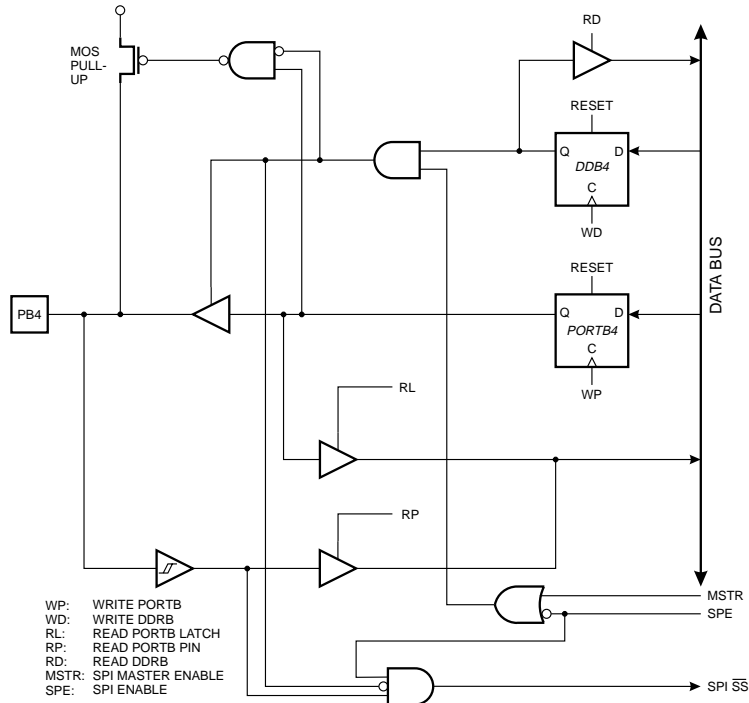 RD
MOS
PULL-
UP
RESET
Q D
DDB4
C
WD
DATA BUS
RESET
PB4
Q D
PORTB4
C
WP
RL
RP
MSTR
SPE
WP: WRITE PORTB
WD: WRITE DDRB
RL: READ PORTB LATCH
RP: READ PORTB PIN
RD: READ DDRB
MSTR: SPI MASTER ENABLE
SPE: SPI ENABLE
SPI S̅S̅